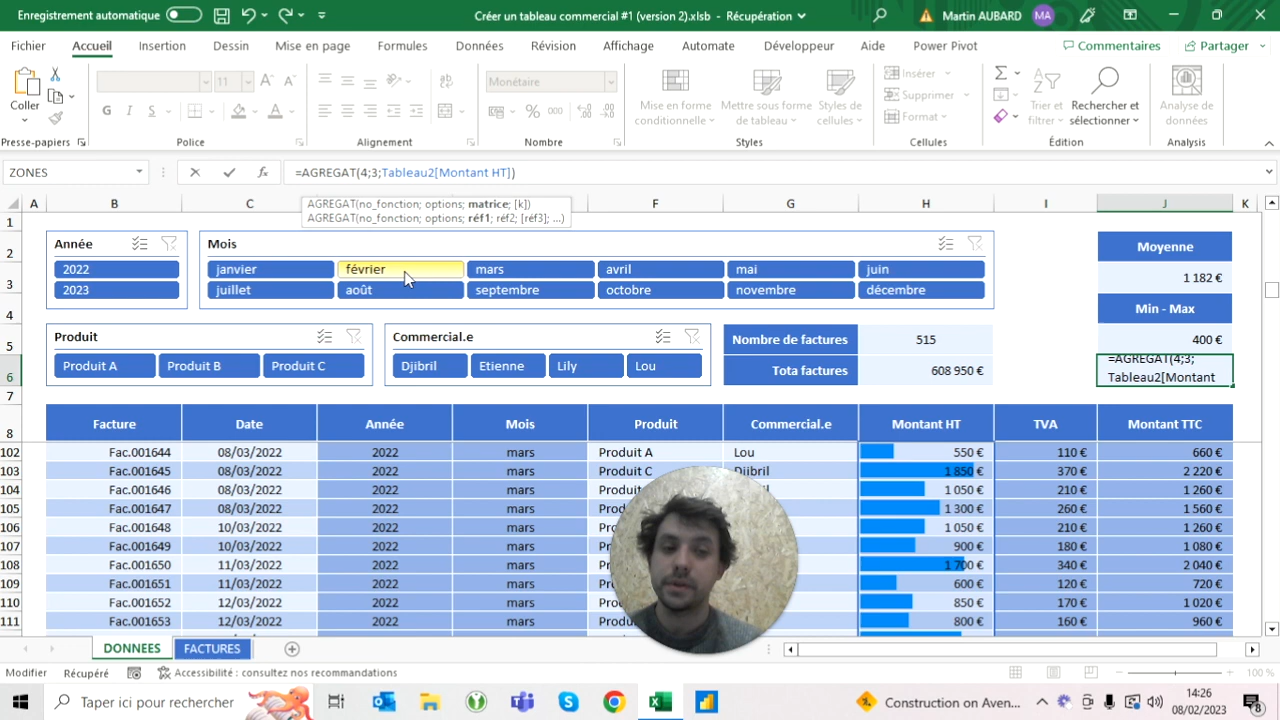 Enregistrement automatique
Créer un tableau commercial #1 (version 2).xlsb - Récupération
Martin AUBARD
MA
Fichier Accueil Insertion Dessin Mise en page Formules Données Révision Affichage Automate Développeur Aide Power Pivot Commentaires Partager
Coller
11
Monétaire
Mise en forme conditionnelle
Mettre sous forme de tableau
Styles de cellules
Insérer
Supprimer
Format
Trier et filtrer
Rechercher et sélectionner
Analyse de données
Presse-papiers Police Alignement Nombre Styles Cellules Édition Analysis
ZONES
=AGREGAT(4;3;Tableau2[Montant HT])
AGREGAT(no_fonction; options; matrice; [k])
AGREGAT(no_fonction; options; réf1; réf2; [réf3]; ...)
A B C F G H I J K
1
2
3
4
5
6
7
8
Année
2022
2023
Mois
janvier février mars avril mai juin
juillet août septembre octobre novembre décembre
Moyenne
1 182 €
Min - Max
400 €
=AGREGAT(4;3;
Tableau2[Montant
Produit
Produit A Produit B Produit C
Commercial.e
Djibril Etienne Lily Lou
Nombre de factures 515
Tota factures 608 950 €
Facture Date Année Mois Produit Commercial.e Montant HT TVA Montant TTC
102 Fac.001644 08/03/2022 2022 mars Produit A Lou 550 € 110 € 660 €
103 Fac.001645 08/03/2022 2022 mars Produit C Djibril 1 850 € 370 € 2 220 €
104 Fac.001646 08/03/2022 2022 mars 1 050 € 210 € 1 260 €
105 Fac.001647 08/03/2022 2022 mars 1 300 € 260 € 1 560 €
106 Fac.001648 10/03/2022 2022 mars 1 050 € 210 € 1 260 €
107 Fac.001649 10/03/2022 2022 mars 900 € 180 € 1 080 €
108 Fac.001650 11/03/2022 2022 mars 1 700 € 340 € 2 040 €
109 Fac.001651 11/03/2022 2022 mars 600 € 120 € 720 €
110 Fac.001652 12/03/2022 2022 mars 850 € 170 € 1 020 €
111 Fac.001653 12/03/2022 2022 mars 800 € 160 € 960 €
DONNEES FACTURES
Modifier Récupéré Accessibilité : consultez nos recommandations 100 %
Taper ici pour rechercher
Construction on Aven...
14:26
08/02/2023
8